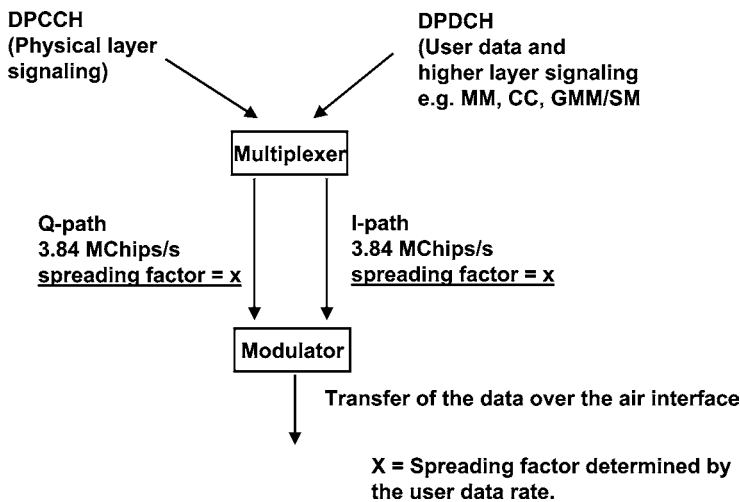 DPCCH
(Physical layer
signaling)
DPDCH
(User data and
higher layer signaling
e.g. MM, CC, GMM/SM
Multiplexer
Q-path
3.84 MChips/s
spreading factor = x
I-path
3.84 MChips/s
spreading factor = x
Modulator
Transfer of the data over the air interface
X = Spreading factor determined by
the user data rate.